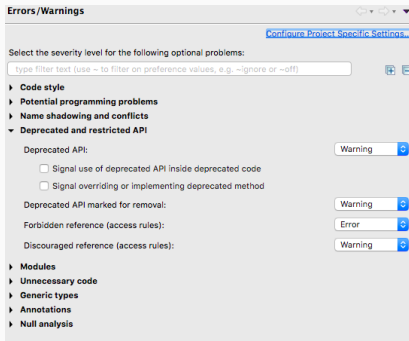 Errors/Warnings
Configure Project Specific Settings...
Select the severity level for the following optional problems:
type filter text (use ~ to filter on preference values, e.g. ~ignore or ~off)
Code style
Potential programming problems
Name shadowing and conflicts
Deprecated and restricted API
Deprecated API: Warning
Signal use of deprecated API inside deprecated code
Signal overriding or implementing deprecated method
Deprecated API marked for removal: Warning
Forbidden reference (access rules): Error
Discouraged reference (access rules): Warning
Modules
Unnecessary code
Generic types
Annotations
Null analysis